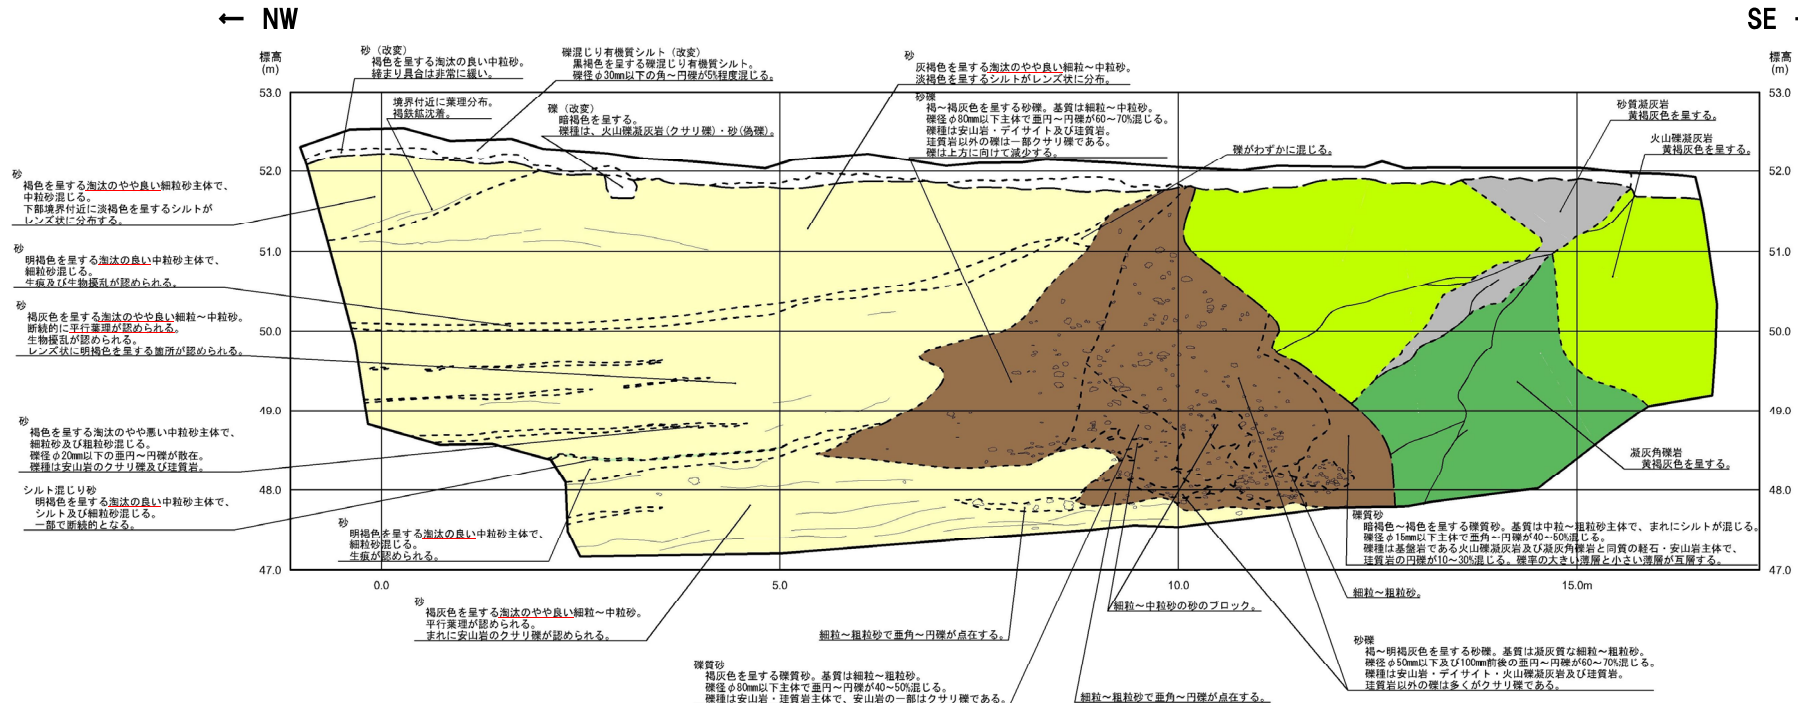 ← NW
SE
標高
(m)
標高
(m)
53.0
52.0
51.0
50.0
49.0
48.0
47.0
53.0
52.0
51.0
50.0
49.0
48.0
47.0
0.0
5.0
10.0
15.0m
砂（改変）
褐色を呈する淘汰の良い中粒砂。
締まり具合は非常に緩い。
礫混じり有機質シルト（改変）
黒褐色を呈する礫混じり有機質シルト。
礫径φ30mm以下の角～円礫が5%程度混じる。
境界付近に葉理分布。
褐鉄鉱沈着。
礫（改変）
暗褐色を呈する。
礫種は、火山礫凝灰岩(クサリ礫)・砂(偽礫)。
砂
灰褐色を呈する淘汰のやや良い細粒～中粒砂。
淡褐色を呈するシルトがレンズ状に分布。
砂礫
褐～褐灰色を呈する砂礫。基質は細粒～中粒砂。
礫径φ80mm以下主体で亜円～円礫が60～70%混じる。
礫種は安山岩・デイサイト及び珪質岩。
珪質岩以外の礫は一部クサリ礫である。
礫は上方に向けて減少する。
礫がわずかに混じる。
砂質凝灰岩
黄褐灰色を呈する。
火山礫凝灰岩
黄褐灰色を呈する。
砂
褐色を呈する淘汰のやや良い細粒砂主体で、
中粒砂混じる。
下部境界付近に淡褐色を呈するシルトが
レンズ状に分布する。
砂
明褐色を呈する淘汰の良い中粒砂主体で、
細粒砂混じる。
生痕及び生物擾乱が認められる。
砂
褐灰色を呈する淘汰のやや良い細粒～中粒砂。
断続的に平行葉理が認められる。
生物擾乱が認められる。
レンズ状に明褐色を呈する箇所が認められる。
砂
褐色を呈する淘汰のやや悪い中粒砂主体で、
細粒砂及び粗粒砂混じる。
礫径φ20mm以下の亜円～円礫が散在。
礫種は安山岩のクサリ礫及び珪質岩。
シルト混じり砂
明褐色を呈する淘汰の良い中粒砂主体で、
シルト及び細粒砂混じる。
一部で断続的となる。
砂
明褐灰色を呈する淘汰の良い中粒砂主体で、
細粒砂混じる。
生痕が認められる。
砂
褐灰色を呈する淘汰のやや良い細粒～中粒砂。
平行葉理が認められる。
まれに安山岩のクサリ礫が認められる。
凝灰角礫岩
黄褐灰色を呈する。
礫質砂
暗褐色～褐色を呈する礫質砂。基質は中粒～粗粒砂主体で、まれにシルトが混じる。
礫径φ15mm以下主体で亜角～円礫が40～50%混じる。
礫種は基盤岩である火山礫凝灰岩及び凝灰角礫岩と同質の軽石・安山岩主体で、
珪質岩の円礫が10～30%混じる。礫率の大きい薄層と小さい薄層が互層する。
細粒～粗粒砂。
細粒～中粒砂の砂のブロック。
細粒～粗粒砂で亜角～円礫が点在する。
砂礫
褐～明褐灰色を呈する砂礫。基質は凝灰質な細粒～粗粒砂。
礫径φ50mm以下及び100mm前後の亜円～円礫が60～70%混じる。
礫種は安山岩・デイサイト・火山礫凝灰岩及び珪質岩。
珪質岩以外の礫は多くがクサリ礫である。
礫質砂
褐灰色を呈する礫質砂。基質は細粒～粗粒砂。
礫径φ80mm以下主体で亜円～円礫が40～50%混じる。
礫種は安山岩・珪質岩主体で、安山岩の一部はクサリ礫である。
細粒～粗粒砂で亜角～円礫が点在する。